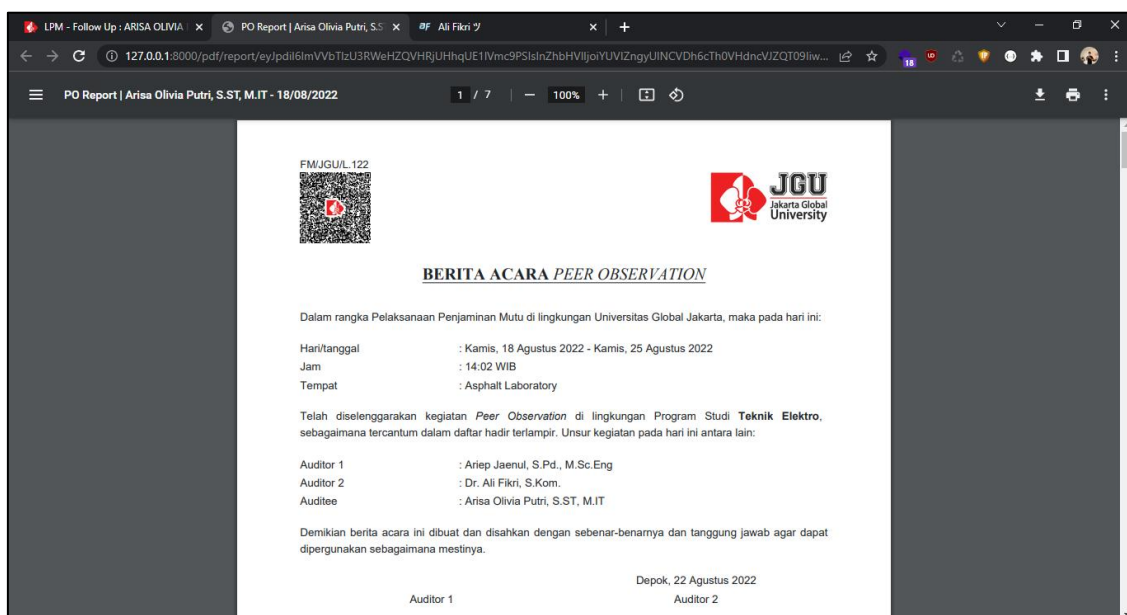 LPM - Follow Up : ARISA OLIVIA
PO Report | Arisa Olivia Putri, S.S
Ali Fikri ツ
127.0.0.1:8000/pdf/report/
18
PO Report | Arisa Olivia Putri, S.ST, M.IT - 18/08/2022
1 / 7
100%
FM/JGU/L.122
JGU
Jakarta Global
University
BERITA ACARA PEER OBSERVATION
Dalam rangka Pelaksanaan Penjaminan Mutu di lingkungan Universitas Global Jakarta, maka pada hari ini:
Hari/tanggal : Kamis, 18 Agustus 2022 - Kamis, 25 Agustus 2022
Jam : 14:02 WIB
Tempat : Asphalt Laboratory
Telah diselenggarakan kegiatan Peer Observation di lingkungan Program Studi Teknik Elektro,
sebagaimana tercantum dalam daftar hadir terlampir. Unsur kegiatan pada hari ini antara lain:
Auditor 1 : Ariep Jaenul, S.Pd., M.Sc.Eng
Auditor 2 : Dr. Ali Fikri, S.Kom.
Auditee : Arisa Olivia Putri, S.ST, M.IT
Demikian berita acara ini dibuat dan disahkan dengan sebenar-benarnya dan tanggung jawab agar dapat
dipergunakan sebagaimana mestinya.
Depok, 22 Agustus 2022
Auditor 1 Auditor 2